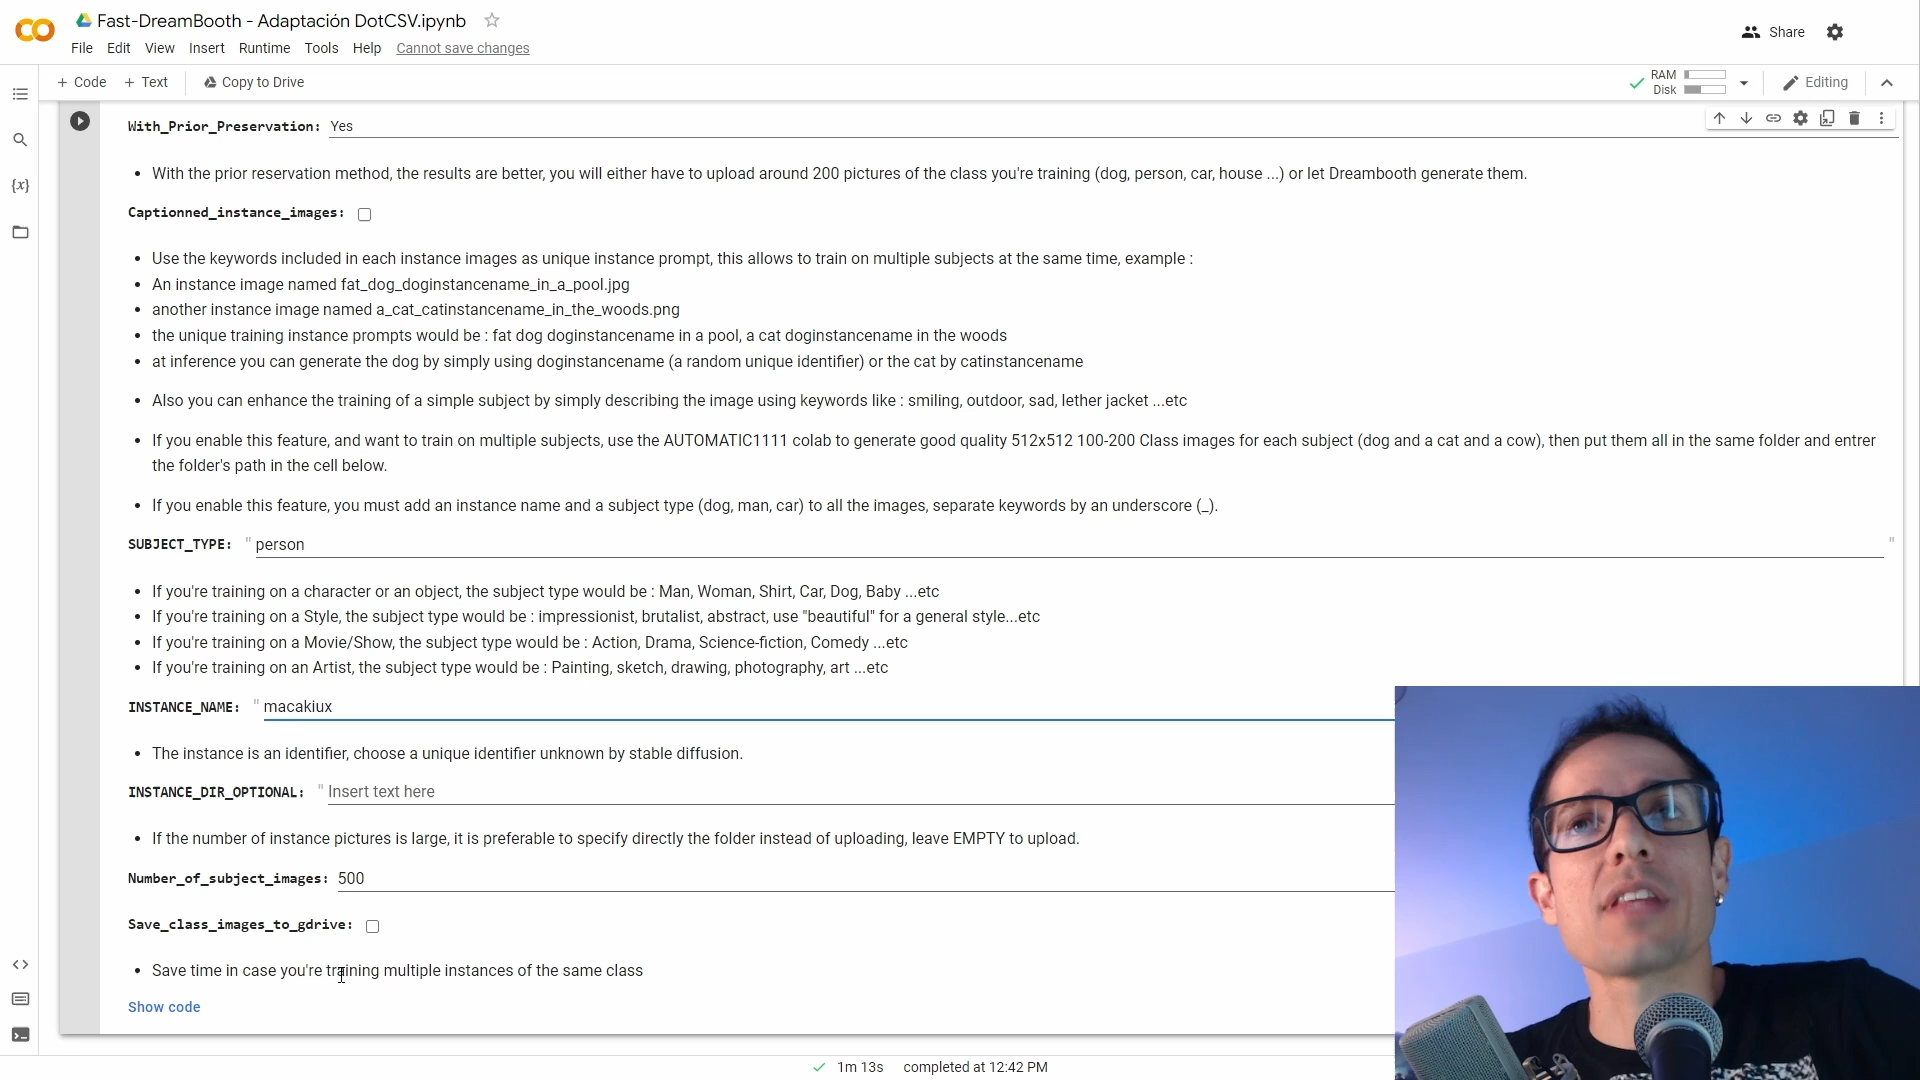 Fast-DreamBooth - Adaptación DotCSV.ipynb
File Edit View Insert Runtime Tools Help Cannot save changes
Share
+ Code + Text Copy to Drive
RAM
Disk
Editing
With_Prior_Preservation: Yes
• With the prior reservation method, the results are better, you will either have to upload around 200 pictures of the class you're training (dog, person, car, house ...) or let Dreambooth generate them.
Captionned_instance_images:
• Use the keywords included in each instance images as unique instance prompt, this allows to train on multiple subjects at the same time, example :
• An instance image named fat_dog_doginstancename_in_a_pool.jpg
• another instance image named a_cat_catinstancename_in_the_woods.png
• the unique training instance prompts would be : fat dog doginstancename in a pool, a cat doginstancename in the woods
• at inference you can generate the dog by simply using doginstancename (a random unique identifier) or the cat by catinstancename
• Also you can enhance the training of a simple subject by simply describing the image using keywords like : smiling, outdoor, sad, lether jacket ...etc
• If you enable this feature, and want to train on multiple subjects, use the AUTOMATIC1111 colab to generate good quality 512x512 100-200 Class images for each subject (dog and a cat and a cow), then put them all in the same folder and entrer
the folder's path in the cell below.
• If you enable this feature, you must add an instance name and a subject type (dog, man, car) to all the images, separate keywords by an underscore (_).
SUBJECT_TYPE: " person "
• If you're training on a character or an object, the subject type would be : Man, Woman, Shirt, Car, Dog, Baby ...etc
• If you're training on a Style, the subject type would be : impressionist, brutalist, abstract, use "beautiful" for a general style...etc
• If you're training on a Movie/Show, the subject type would be : Action, Drama, Science-fiction, Comedy ...etc
• If you're training on an Artist, the subject type would be : Painting, sketch, drawing, photography, art ...etc
INSTANCE_NAME: " macakiux
• The instance is an identifier, choose a unique identifier unknown by stable diffusion.
INSTANCE_DIR_OPTIONAL: " Insert text here
• If the number of instance pictures is large, it is preferable to specify directly the folder instead of uploading, leave EMPTY to upload.
Number_of_subject_images: 500
Save_class_images_to_gdrive:
• Save time in case you're training multiple instances of the same class
Show code
1m 13s completed at 12:42 PM